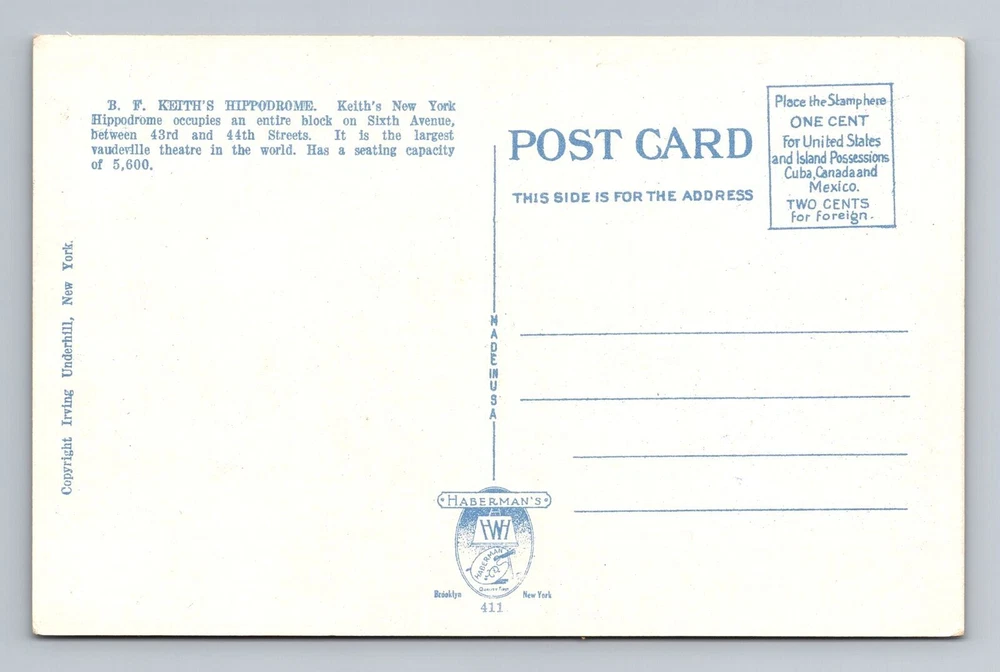 B. F. KEITH'S HIPPODROME. Keith's New York
Hippodrome occupies an entire block on Sixth Avenue,
between 43rd and 44th Streets. It is the largest
vaudeville theatre in the world. Has a seating capacity
of 5,600.
Copyright Irving Underhill, New York.
POST CARD
THIS SIDE IS FOR THE ADDRESS
Place the Stamp here
ONE CENT
For United States
and Island Possessions
Cuba, Canada and
Mexico.
TWO CENTS
for Foreign.
MADE IN USA
HABERMAN'S
HWH
HABERMAN
& CO.
Brooklyn New York
411